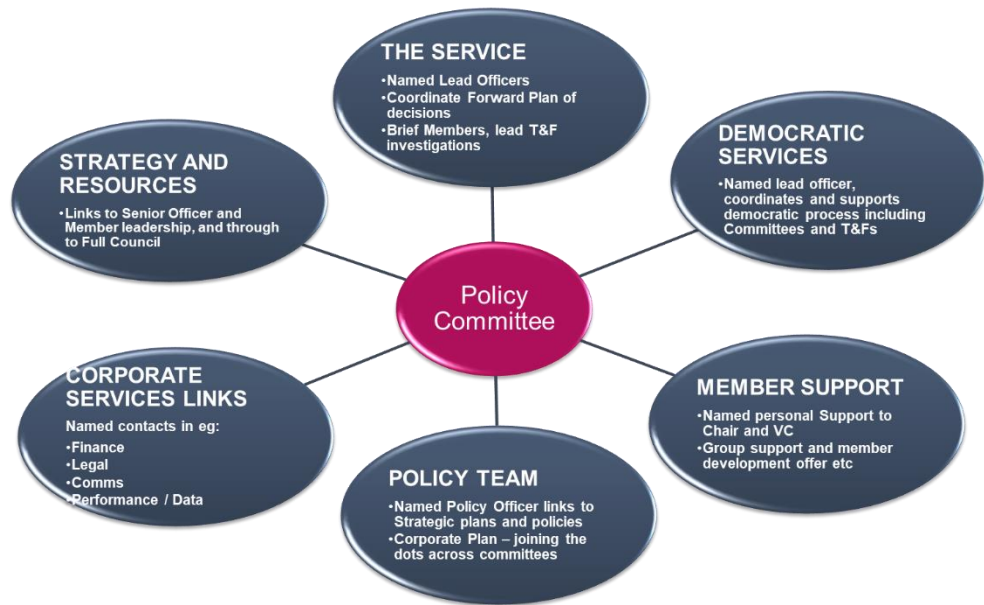 THE SERVICE
•Named Lead Officers
•Coordinate Forward Plan of
decisions
•Brief Members, lead T&F
investigations
DEMOCRATIC
SERVICES
•Named lead officer,
coordinates and supports
democratic process including
Committees and T&Fs
STRATEGY AND
RESOURCES
•Links to Senior Officer and
Member leadership, and through
to Full Council
Policy
Committee
CORPORATE
SERVICES LINKS
Named contacts in eg:
•Finance
•Legal
•Comms
•Performance / Data
MEMBER SUPPORT
•Named personal Support to
Chair and VC
•Group support and member
development offer etc
POLICY TEAM
•Named Policy Officer links to
Strategic plans and policies
•Corporate Plan – joining the
dots across committees